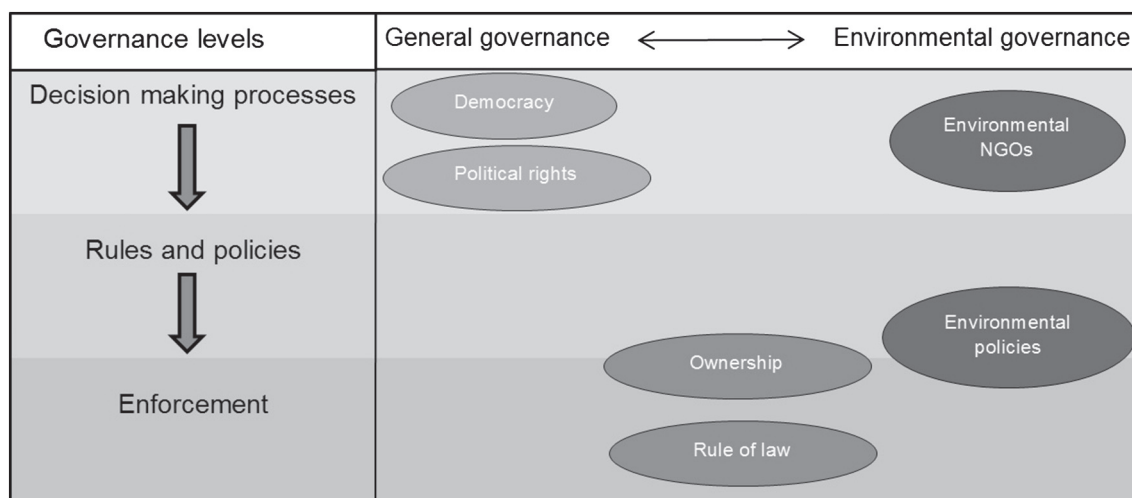 Governance levels
General governance
Environmental governance
Decision making processes
Democracy
Environmental
NGOs
Political rights
Rules and policies
Environmental
policies
Ownership
Enforcement
Rule of law